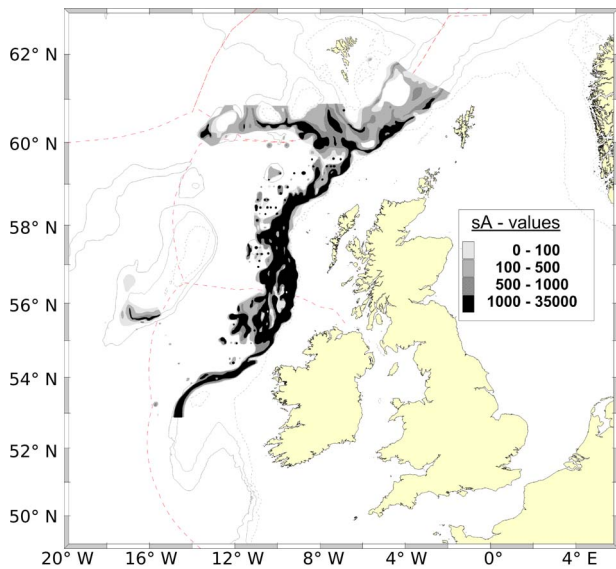 62° N
60° N
58° N
56° N
54° N
52° N
50° N
sA - values
0 - 100
100 - 500
500 - 1000
1000 - 35000
20° W 16° W 12° W 8° W 4° W 0° 4° E